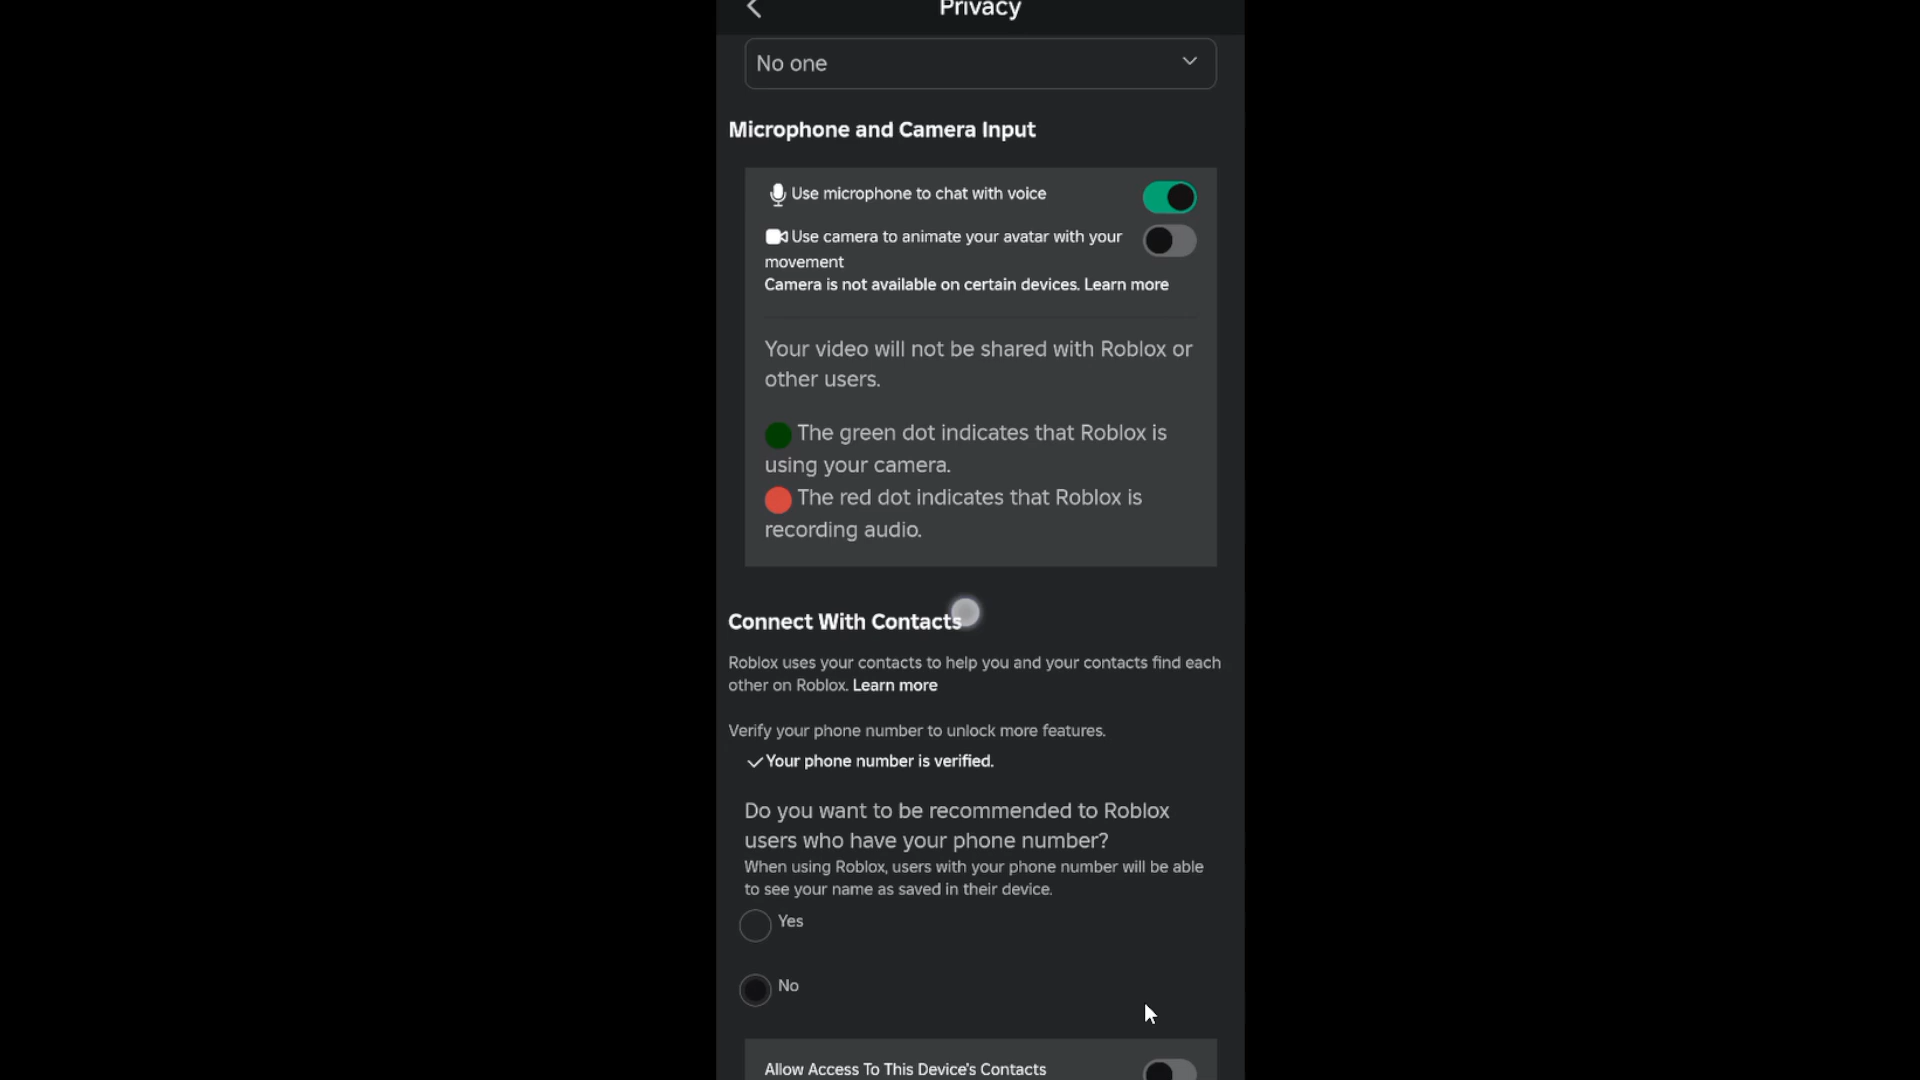 Privacy
No one
Microphone and Camera Input
Use microphone to chat with voice
Use camera to animate your avatar with your
movement
Camera is not available on certain devices. Learn more
Your video will not be shared with Roblox or
other users.
The green dot indicates that Roblox is
using your camera.
The red dot indicates that Roblox is
recording audio.
Connect With Contacts
Roblox uses your contacts to help you and your contacts find each
other on Roblox. Learn more
Verify your phone number to unlock more features.
Your phone number is verified.
Do you want to be recommended to Roblox
users who have your phone number?
When using Roblox, users with your phone number will be able
to see your name as saved in their device.
Yes
No
Allow Access To This Device's Contacts